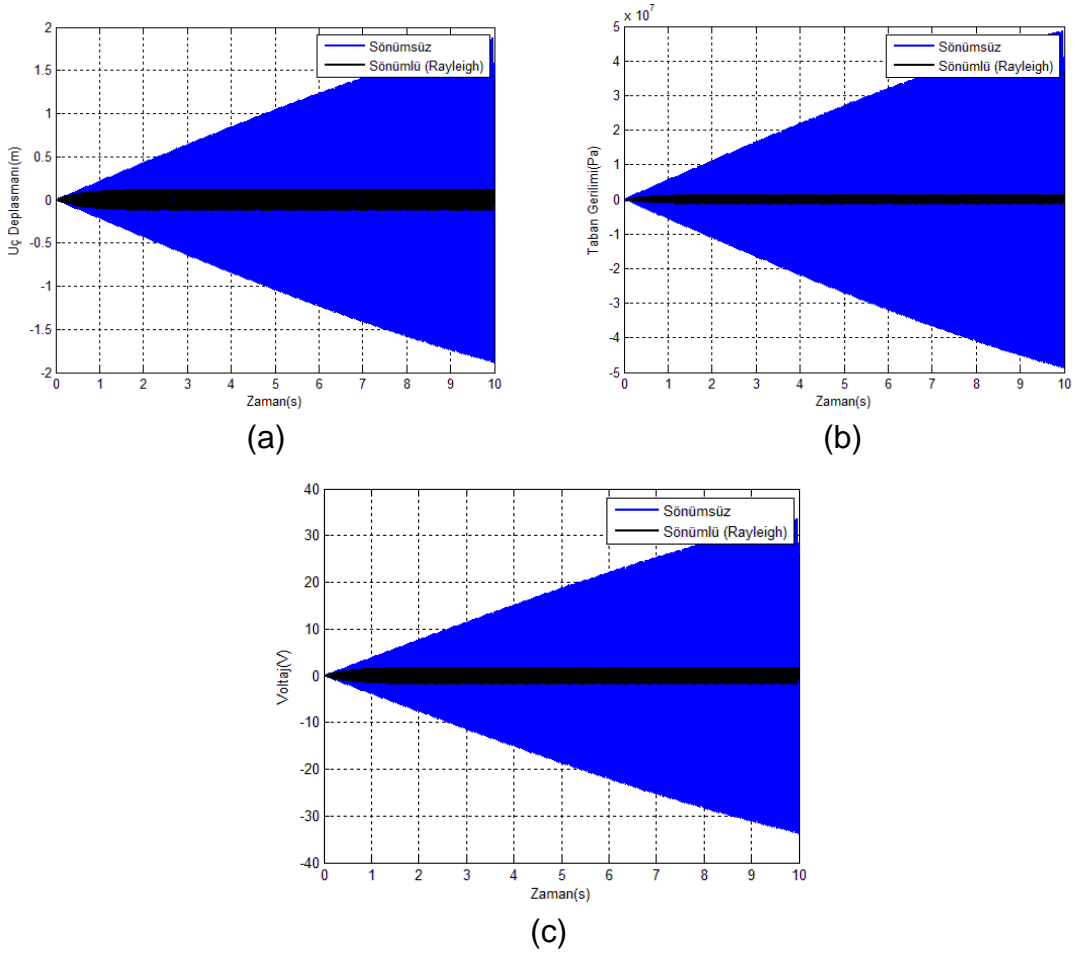 Uç Deplasmanı(m)
2
1.5
1
0.5
0
-0.5
-1
-1.5
-2
0 1 2 3 4 5 6 7 8 9 10
Zaman(s)
Sönümsüz
Sönümlü (Rayleigh)
(a)
x 10^7
Taban Gerilimi(Pa)
5
4
3
2
1
0
-1
-2
-3
-4
-5
0 1 2 3 4 5 6 7 8 9 10
Zaman(s)
Sönümsüz
Sönümlü (Rayleigh)
(b)
Voltaj(V)
40
30
20
10
0
-10
-20
-30
-40
0 1 2 3 4 5 6 7 8 9 10
Zaman(s)
Sönümsüz
Sönümlü (Rayleigh)
(c)